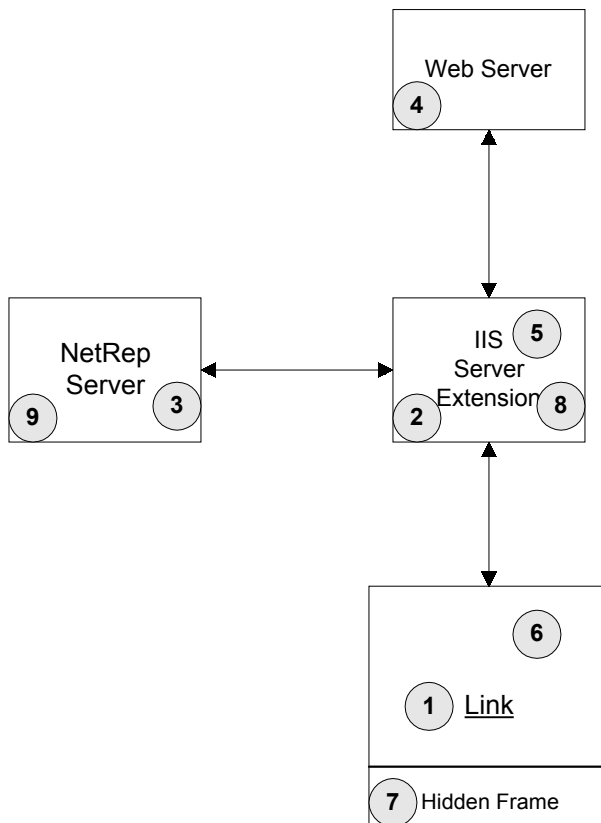 Web Server
4
IIS
5
Server
Extension
2
8
NetRep
Server
3
9
6
1 Link
7 Hidden Frame